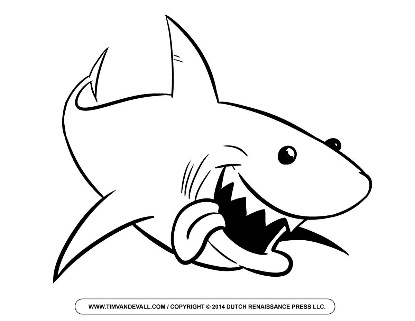 WWW.TIMVANDEVALL.COM / COPYRIGHT © 2014 DUTCH RENAISSANCE PRESS LLC.